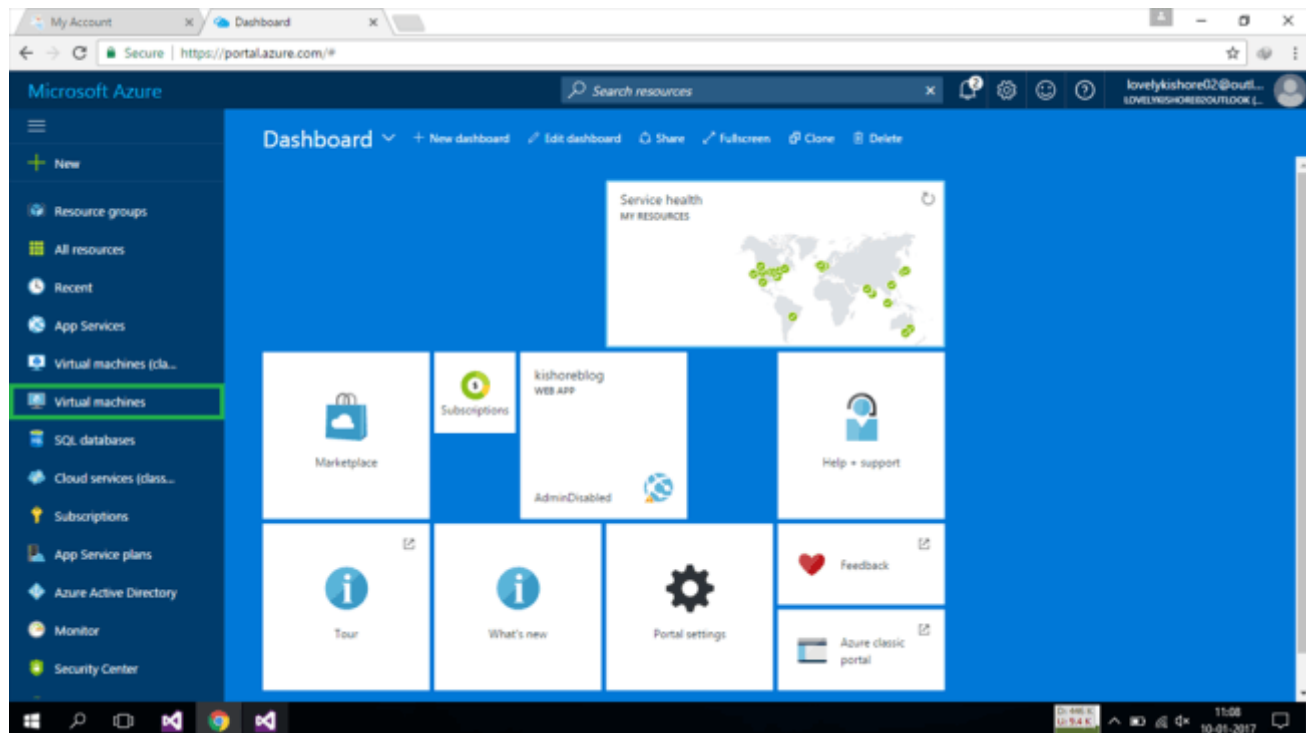 My Account
Dashboard
Secure | https://portal.azure.com/#
Microsoft Azure
Search resources
2
lovelykishore02@outl...
LOVELYKISHORE02OUTLOOK (...
Dashboard
New dashboard
Edit dashboard
Share
Fullscreen
Clone
Delete
New
Resource groups
All resources
Recent
App Services
Virtual machines (cla...
Virtual machines
SQL databases
Cloud services (class...
Subscriptions
App Service plans
Azure Active Directory
Monitor
Security Center
Service health
MY RESOURCES
Marketplace
Subscriptions
kishoreblog
WEB APP
AdminDisabled
Help + support
Tour
What's new
Portal settings
Feedback
Azure classic
portal
U: 9.4 K
11:08
10-01-2017